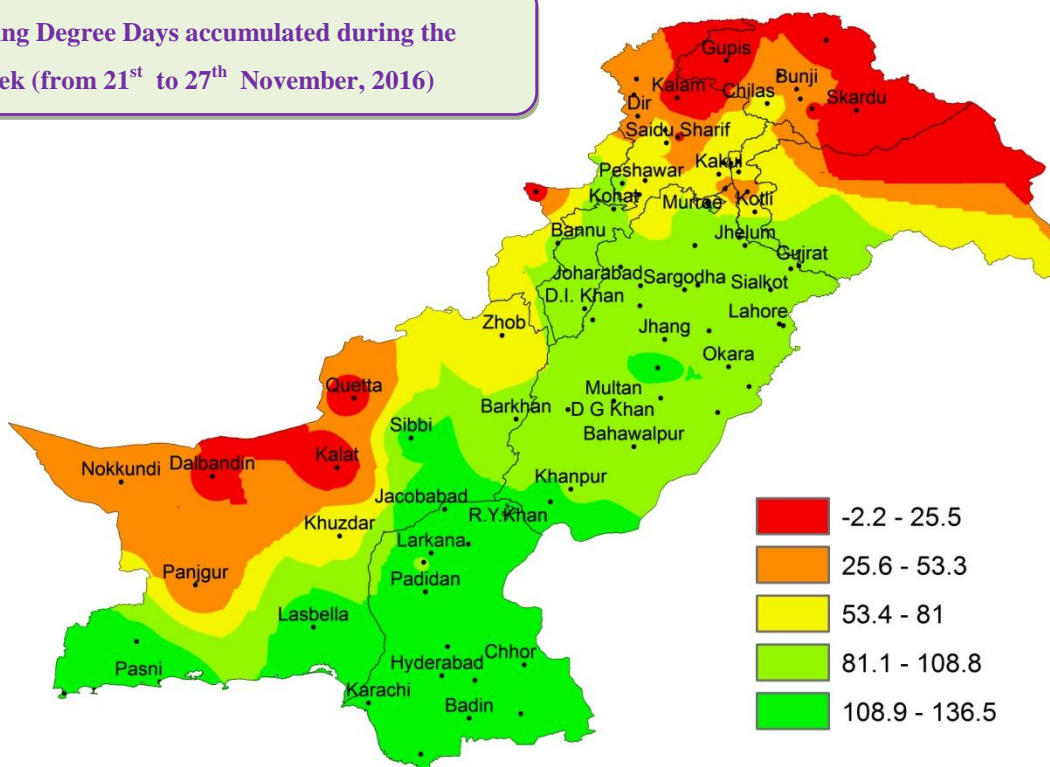 ing Degree Days accumulated during the
ek (from 21st to 27th November, 2016)
Gupis
Kalam
Chilas
Bunji
Skardu
Dir
Saidu Sharif
Kakul
Peshawar
Kohat
Kotli
Bannu
Jhelum
Gujrat
Joharabad
Sargodha
Sialkot
D.I. Khan
Lahore
Zhob
Jhang
Okara
Quetta
Multan
Barkhan
D G Khan
Sibbi
Bahawalpur
Nokkundi
Dalbandin
Kalat
Khanpur
Jacobabad
R.Y.Khan
Khuzdar
Larkana
Panjgur
Padidan
Lasbella
Pasni
Hyderabad
Chhor
Karachi
Badin
-2.2 - 25.5
25.6 - 53.3
53.4 - 81
81.1 - 108.8
108.9 - 136.5